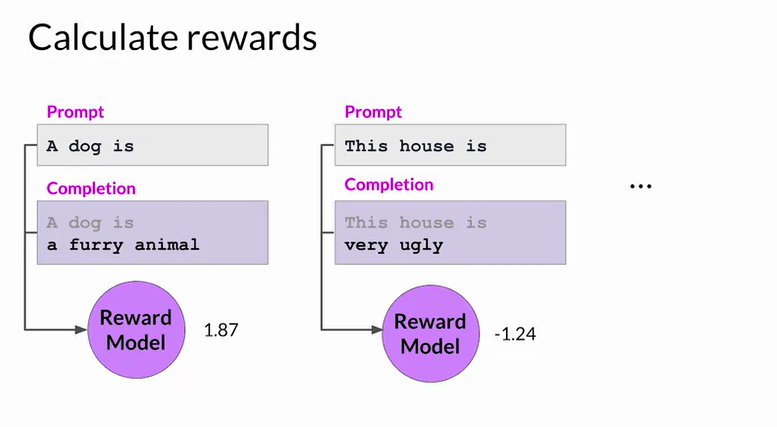 Calculate rewards
Prompt
A dog is
Completion
A dog is
a furry animal
Reward
Model
1.87
Prompt
This house is
Completion
This house is
very ugly
Reward
Model
-1.24
...